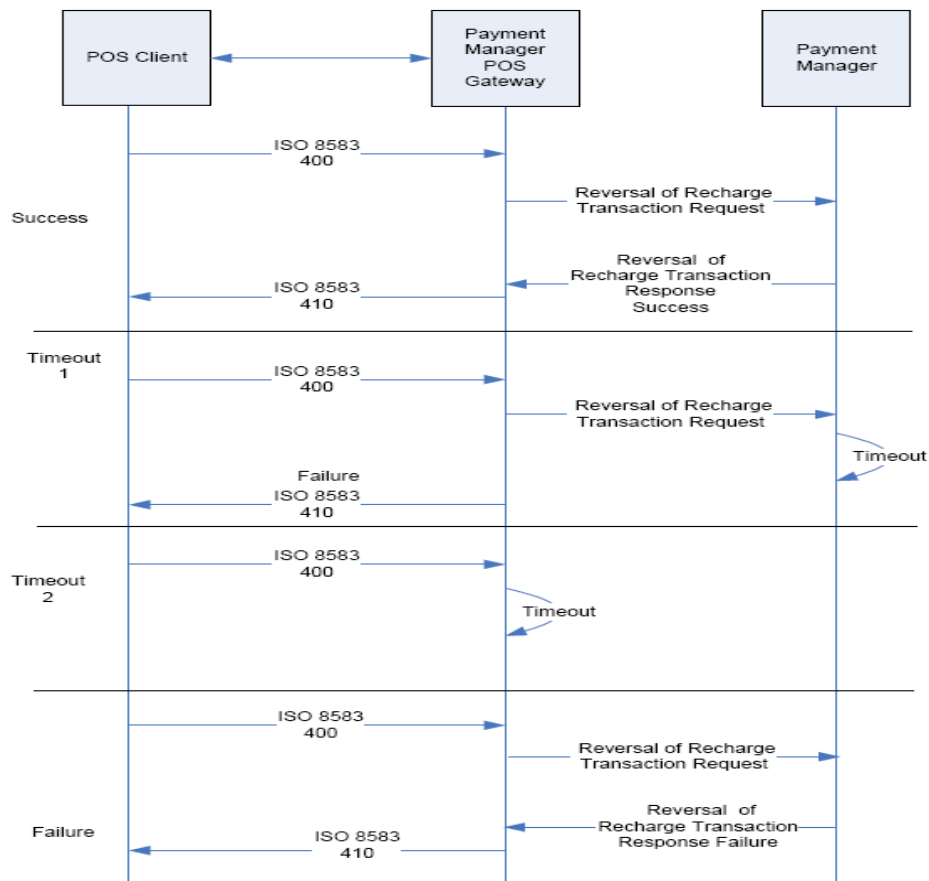 POS Client
Payment
Manager
POS
Gateway
Payment
Manager
ISO 8583
400
Reversal of Recharge
Transaction Request
Success
Reversal of
Recharge Transaction
Response
Success
ISO 8583
410
Timeout
1
ISO 8583
400
Reversal of Recharge
Transaction Request
Timeout
Failure
ISO 8583
410
ISO 8583
400
Timeout
2
Timeout
ISO 8583
400
Reversal of Recharge
Transaction Request
Failure
Reversal of
Recharge Transaction
Response Failure
ISO 8583
410